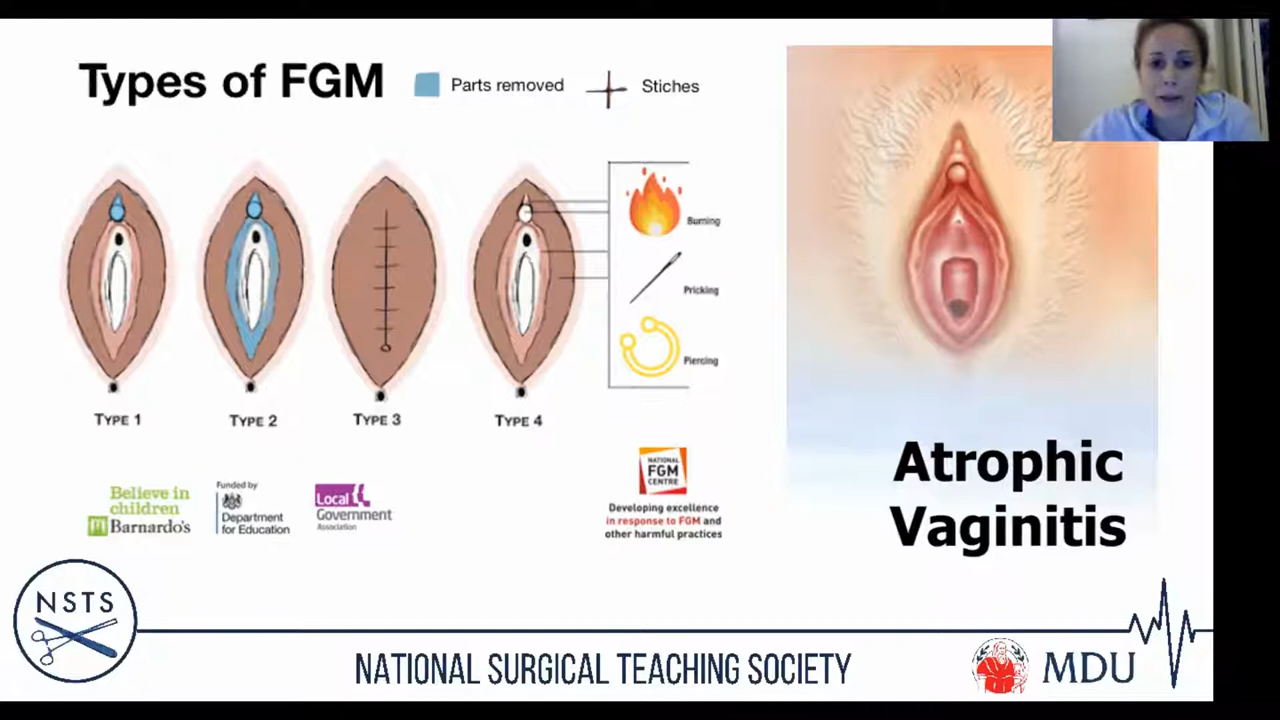 Types of FGM
Parts removed
Stiches
Burning
Pricking
Piercing
TYPE 1
TYPE 2
TYPE 3
TYPE 4
Believe in
children
Barnardo's
Funded by
Department
for Education
Local
Government
Association
NATIONAL
FGM
CENTRE
Developing excellence
in response to FGM and
other harmful practices
Atrophic
Vaginitis
NSTS
NATIONAL SURGICAL TEACHING SOCIETY
MDU